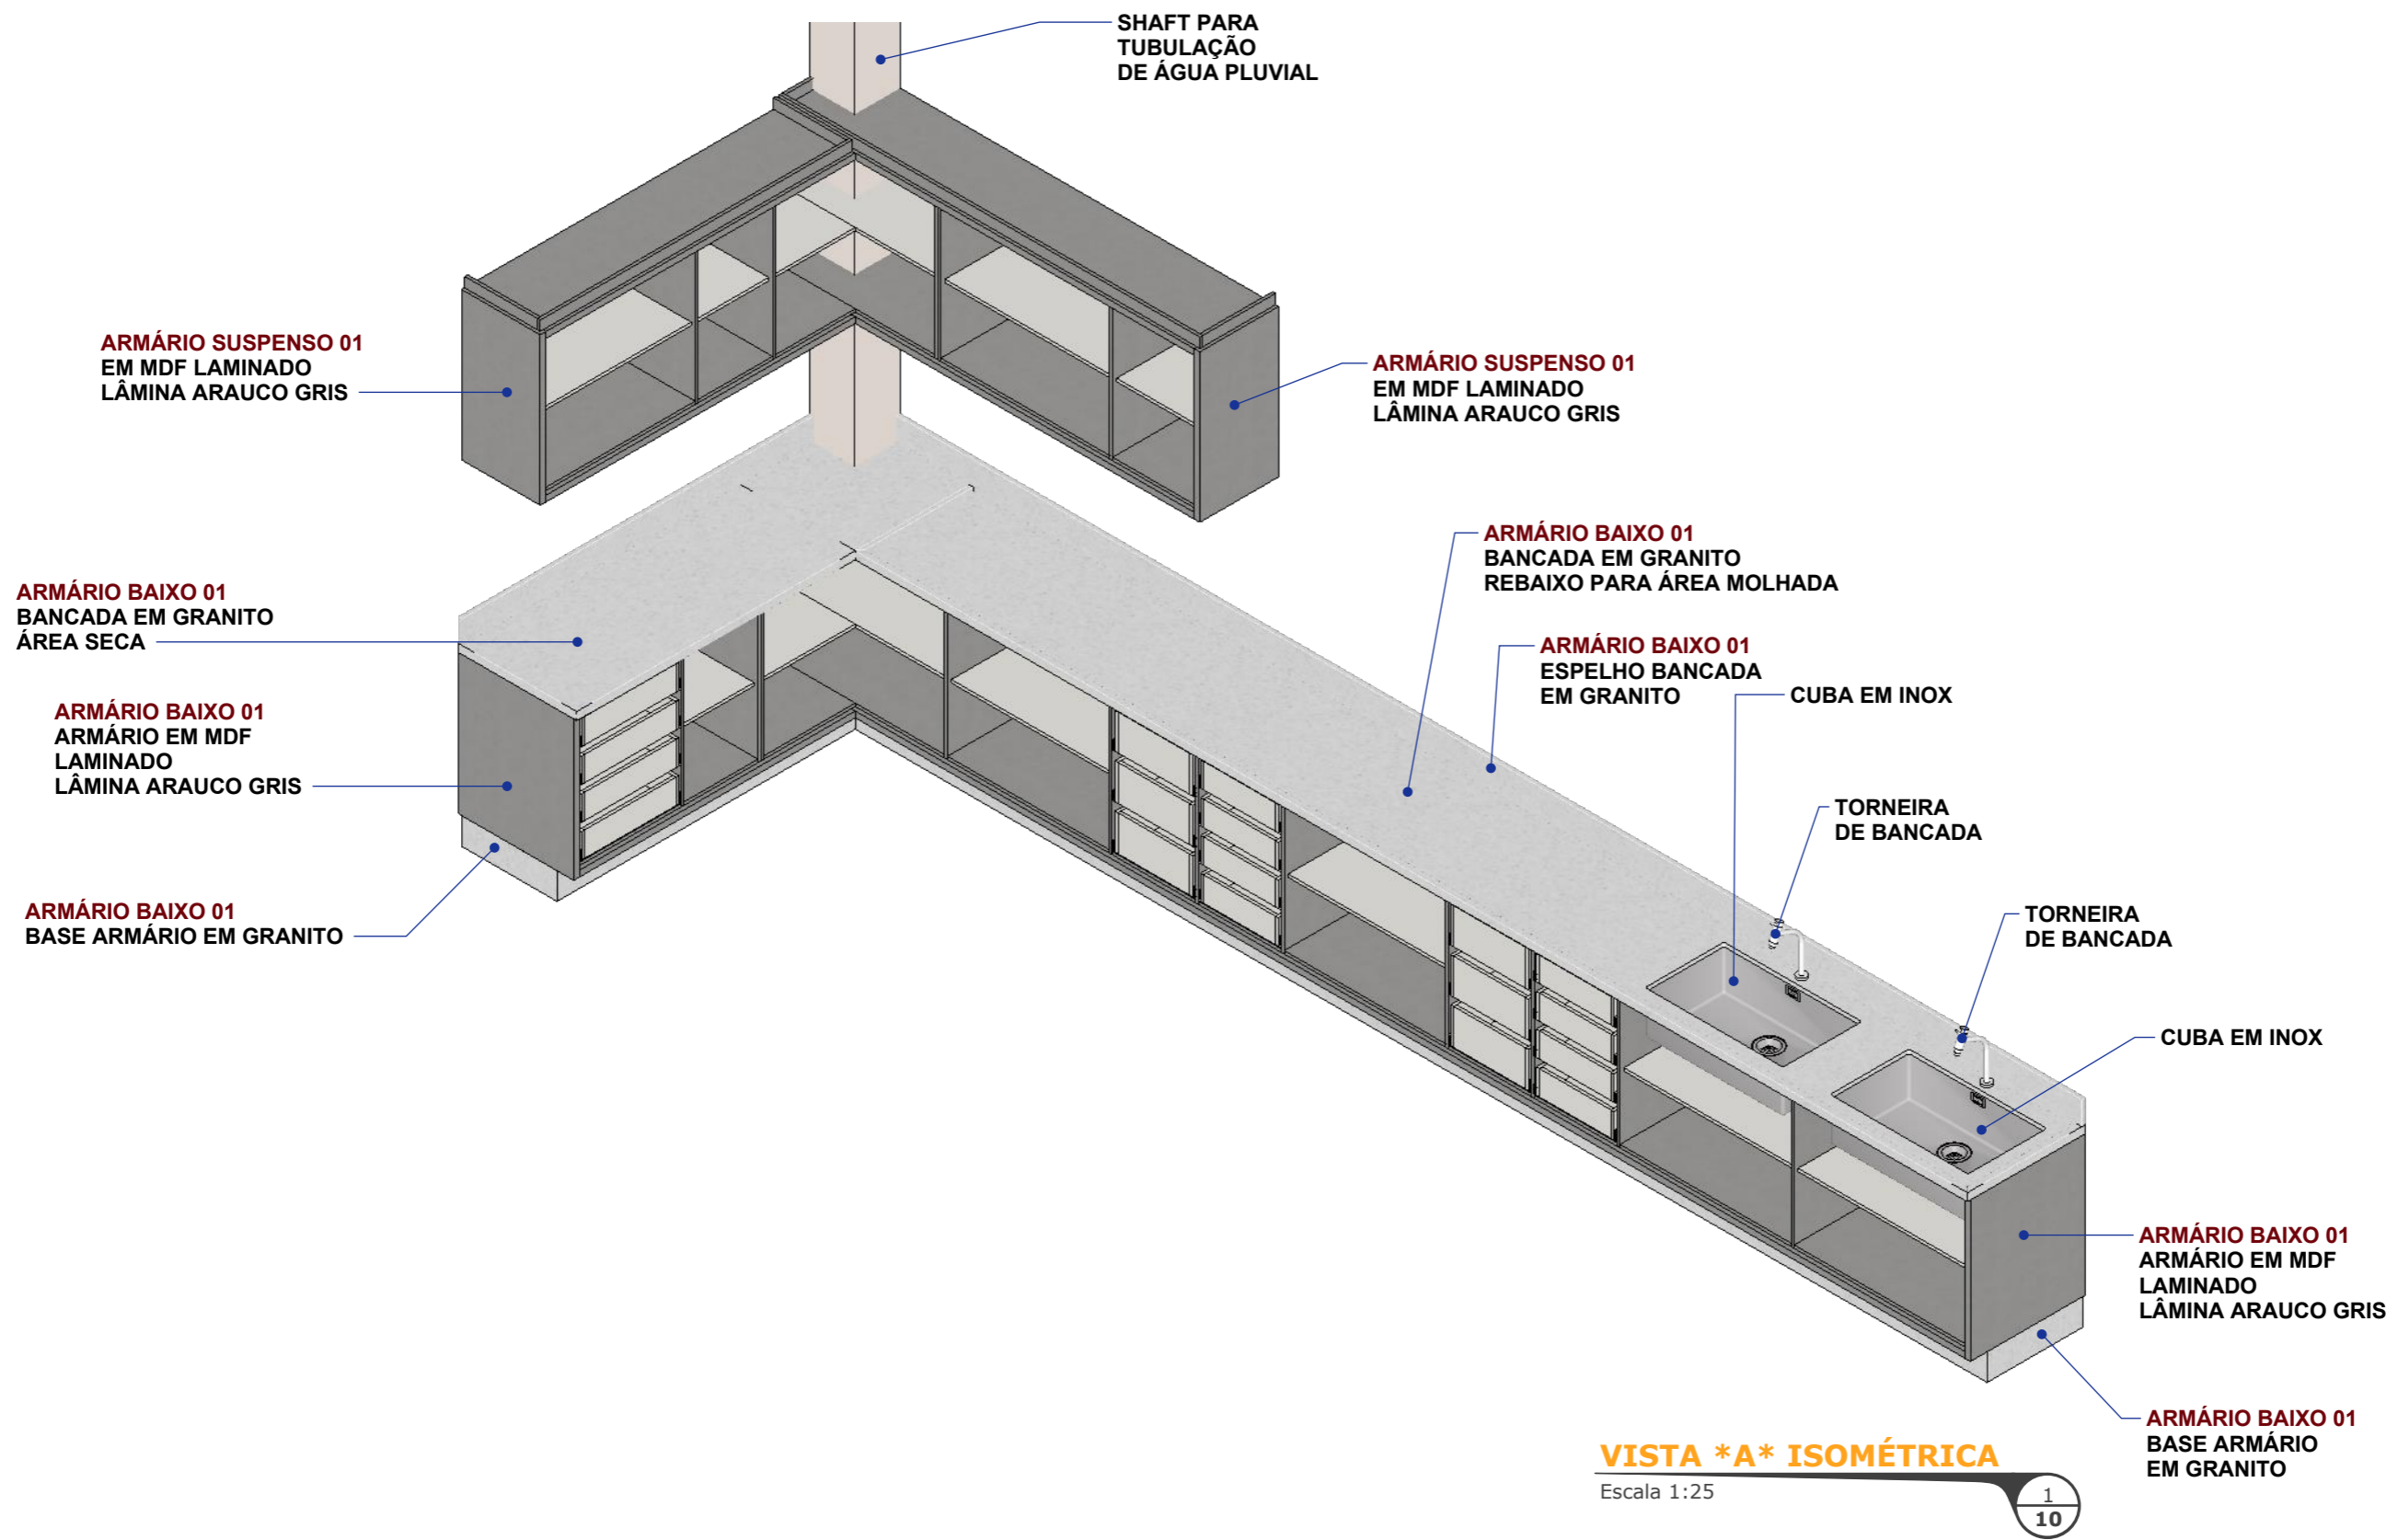 SHAFT PARA
TUBULAÇÃO
DE ÁGUA PLUVIAL
ARMÁRIO SUSPENSO 01
EM MDF LAMINADO
LÂMINA ARAUCO GRIS
ARMÁRIO SUSPENSO 01
EM MDF LAMINADO
LÂMINA ARAUCO GRIS
ARMÁRIO BAIXO 01
BANCADA EM GRANITO
REBAIXO PARA ÁREA MOLHADA
ARMÁRIO BAIXO 01
BANCADA EM GRANITO
ÁREA SECA
ARMÁRIO BAIXO 01
ESPELHO BANCADA
EM GRANITO
CUBA EM INOX
ARMÁRIO BAIXO 01
ARMÁRIO EM MDF
LAMINADO
LÂMINA ARAUCO GRIS
TORNEIRA
DE BANCADA
ARMÁRIO BAIXO 01
BASE ARMÁRIO EM GRANITO
TORNEIRA
DE BANCADA
CUBA EM INOX
ARMÁRIO BAIXO 01
ARMÁRIO EM MDF
LAMINADO
LÂMINA ARAUCO GRIS
ARMÁRIO BAIXO 01
BASE ARMÁRIO
EM GRANITO
VISTA *A* ISOMÉTRICA
Escala 1:25
1
10